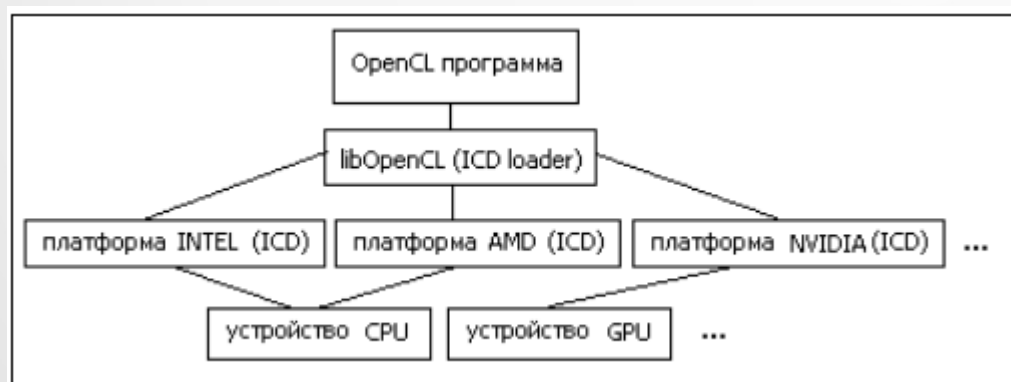 OpenCL программа
libOpenCL (ICD loader)
платформа INTEL (ICD) платформа AMD (ICD) платформа NVIDIA (ICD) ...
устройство CPU устройство GPU ...